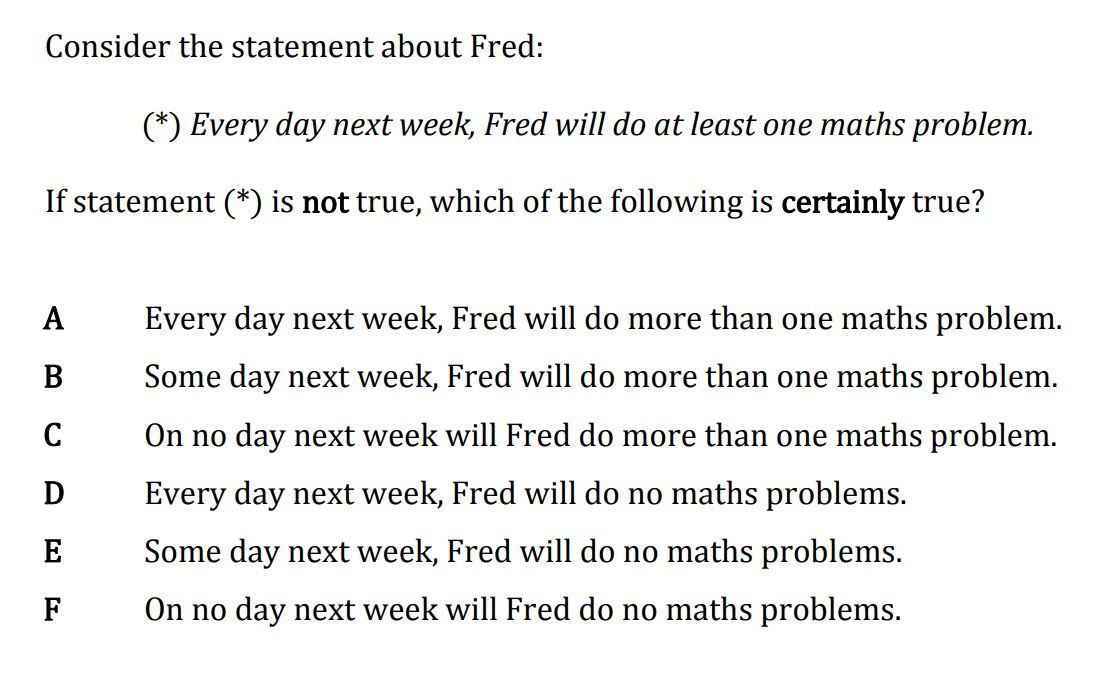 Consider the statement about Fred:
(*) Every day next week, Fred will do at least one maths problem.
If statement (*) is not true, which of the following is certainly true?
A Every day next week, Fred will do more than one maths problem.
B Some day next week, Fred will do more than one maths problem.
C On no day next week will Fred do more than one maths problem.
D Every day next week, Fred will do no maths problems.
E Some day next week, Fred will do no maths problems.
F On no day next week will Fred do no maths problems.